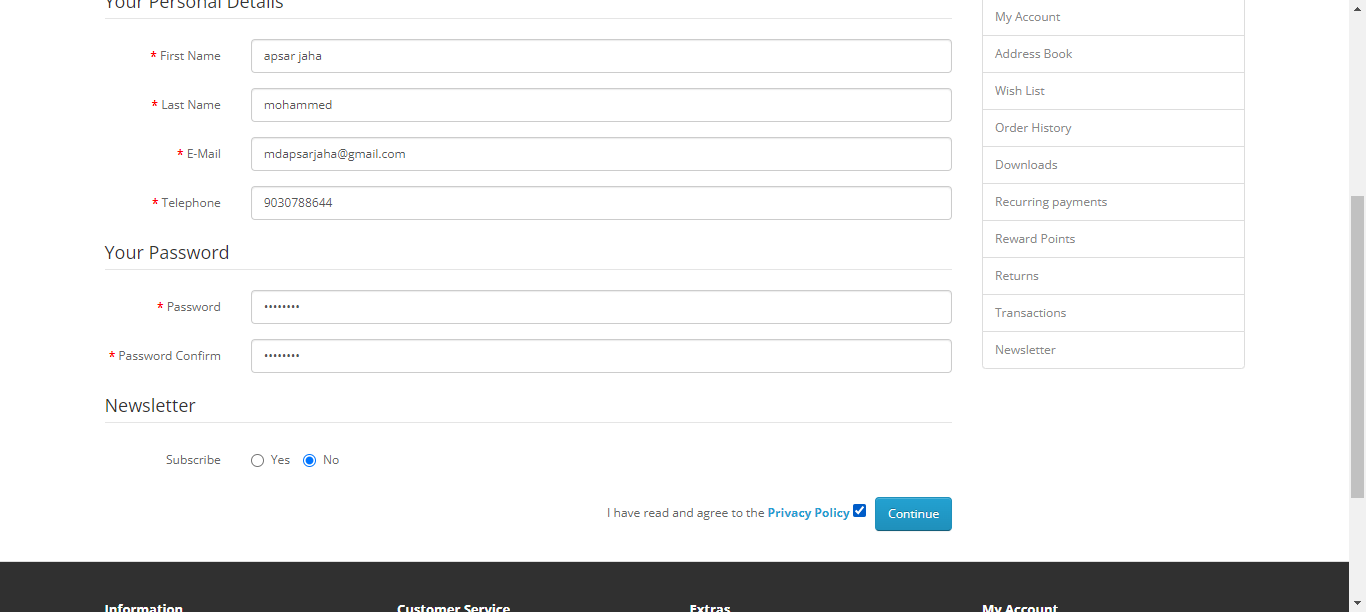 Your Personal Details
* First Name apsar jaha
* Last Name mohammed
* E-Mail mdapsarjaha@gmail.com
* Telephone 9030788644
Your Password
* Password ••••••••
* Password Confirm ••••••••
Newsletter
Subscribe Yes No
I have read and agree to the Privacy Policy Continue
My Account
Address Book
Wish List
Order History
Downloads
Recurring payments
Reward Points
Returns
Transactions
Newsletter
Information Customer Service Extras My Account